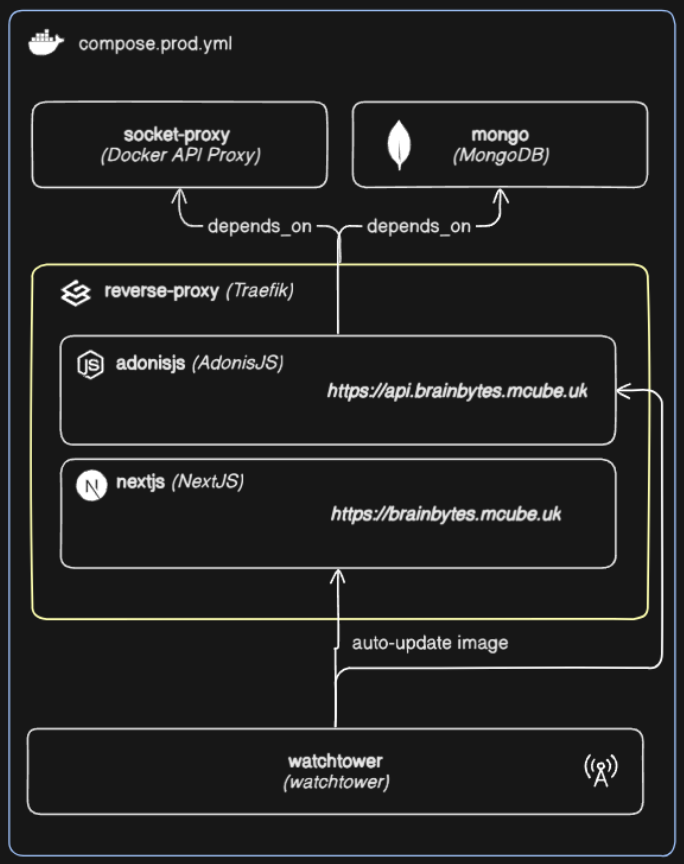 compose.prod.yml
socket-proxy
(Docker API Proxy)
mongo
(MongoDB)
depends_on
depends_on
reverse-proxy (Traefik)
JS
adonisjs (AdonisJS)
https://api.brainbytes.mcube.uk
N
nextjs (NextJS)
https://brainbytes.mcube.uk
auto-update image
watchtower
(watchtower)